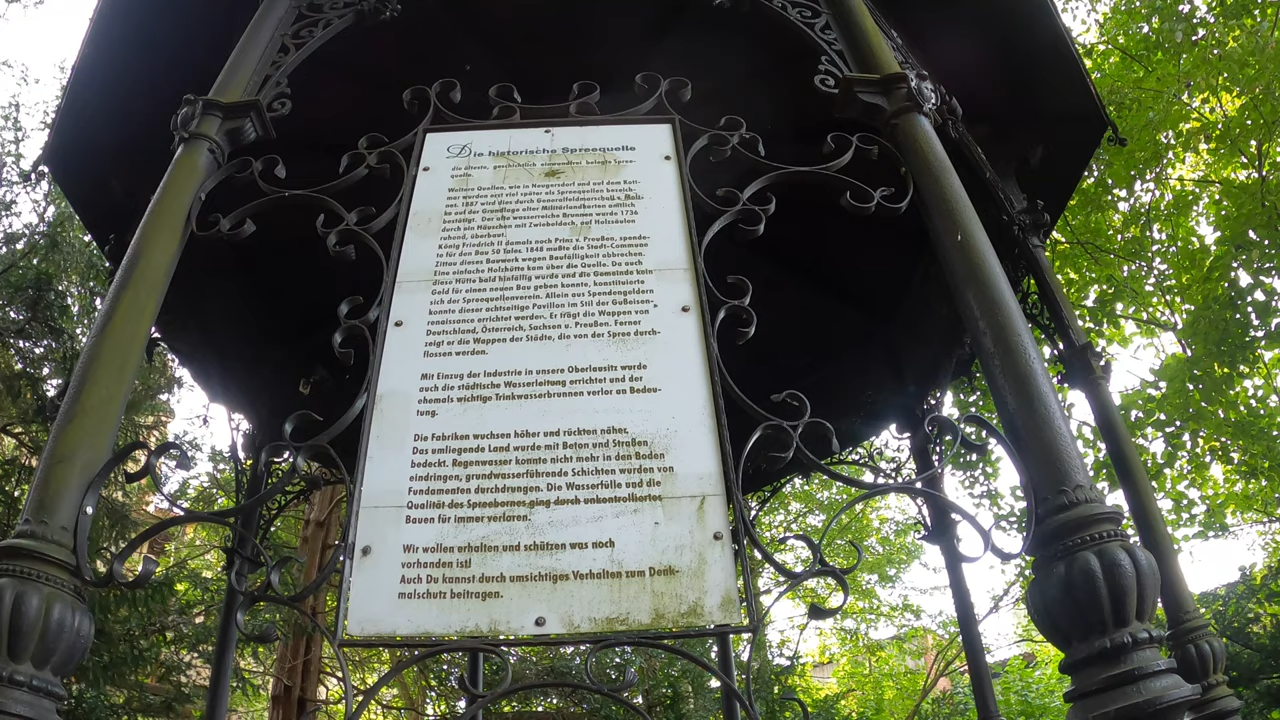 Die historische Spreequelle
die älteste, geschichtlich einwandfrei belegte Spree-
quelle.
Weitere Quellen, wie in Neugersdorf und auf dem Kott-
mar wurden erst viel später als Spreequellen bezeich-
net. 1887 wird dies durch Generalfeldmarschall v. Molt-
ke auf der Grundlage alter Militärlandkarten amtlich
bestätigt. Der alte wasserreiche Brunnen wurde 1736
durch ein Häuschen mit Zwiebeldach, auf Holzsäulen
ruhend, überbaut.
König Friedrich II damals noch Prinz v. Preußen, spende-
te für den Bau 50 Taler. 1848 mußte die Stadt-Commune
Zittau dieses Bauwerk wegen Baufälligkeit abbrechen.
Eine einfache Holzhütte kam über die Quelle. Da auch
diese Hütte bald hinfällig wurde und die Gemeinde kein
Geld für einen neuen Bau geben konnte, konstituierte
sich der Spreequellenverein. Allein aus Spendengeldern
konnte dieser achtseitige Pavillon im Stil der Gußeisen-
renaissance errichtet werden. Er trägt die Wappen von
Deutschland, Österreich, Sachsen u. Preußen. Ferner
zeigt er die Wappen der Städte, die von der Spree durch-
flossen werden.
Mit Einzug der Industrie in unsere Oberlausitz wurde
auch die städtische Wasserleitung errichtet und der
ehemals wichtige Trinkwasserbrunnen verlor an Bedeu-
tung.
Die Fabriken wuchsen höher und rückten näher.
Das umliegende Land wurde mit Beton und Straßen
bedeckt. Regenwasser konnte nicht mehr in den Boden
eindringen, grundwasserführende Schichten wurden von
Fundamenten durchdrungen. Die Wasserfülle und die
Qualität des Spreebornes ging durch unkontrolliertes
Bauen für immer verloren.
Wir wollen erhalten und schützen was noch
vorhanden ist!
Auch Du kannst durch umsichtiges Verhalten zum Denk-
malschutz beitragen.